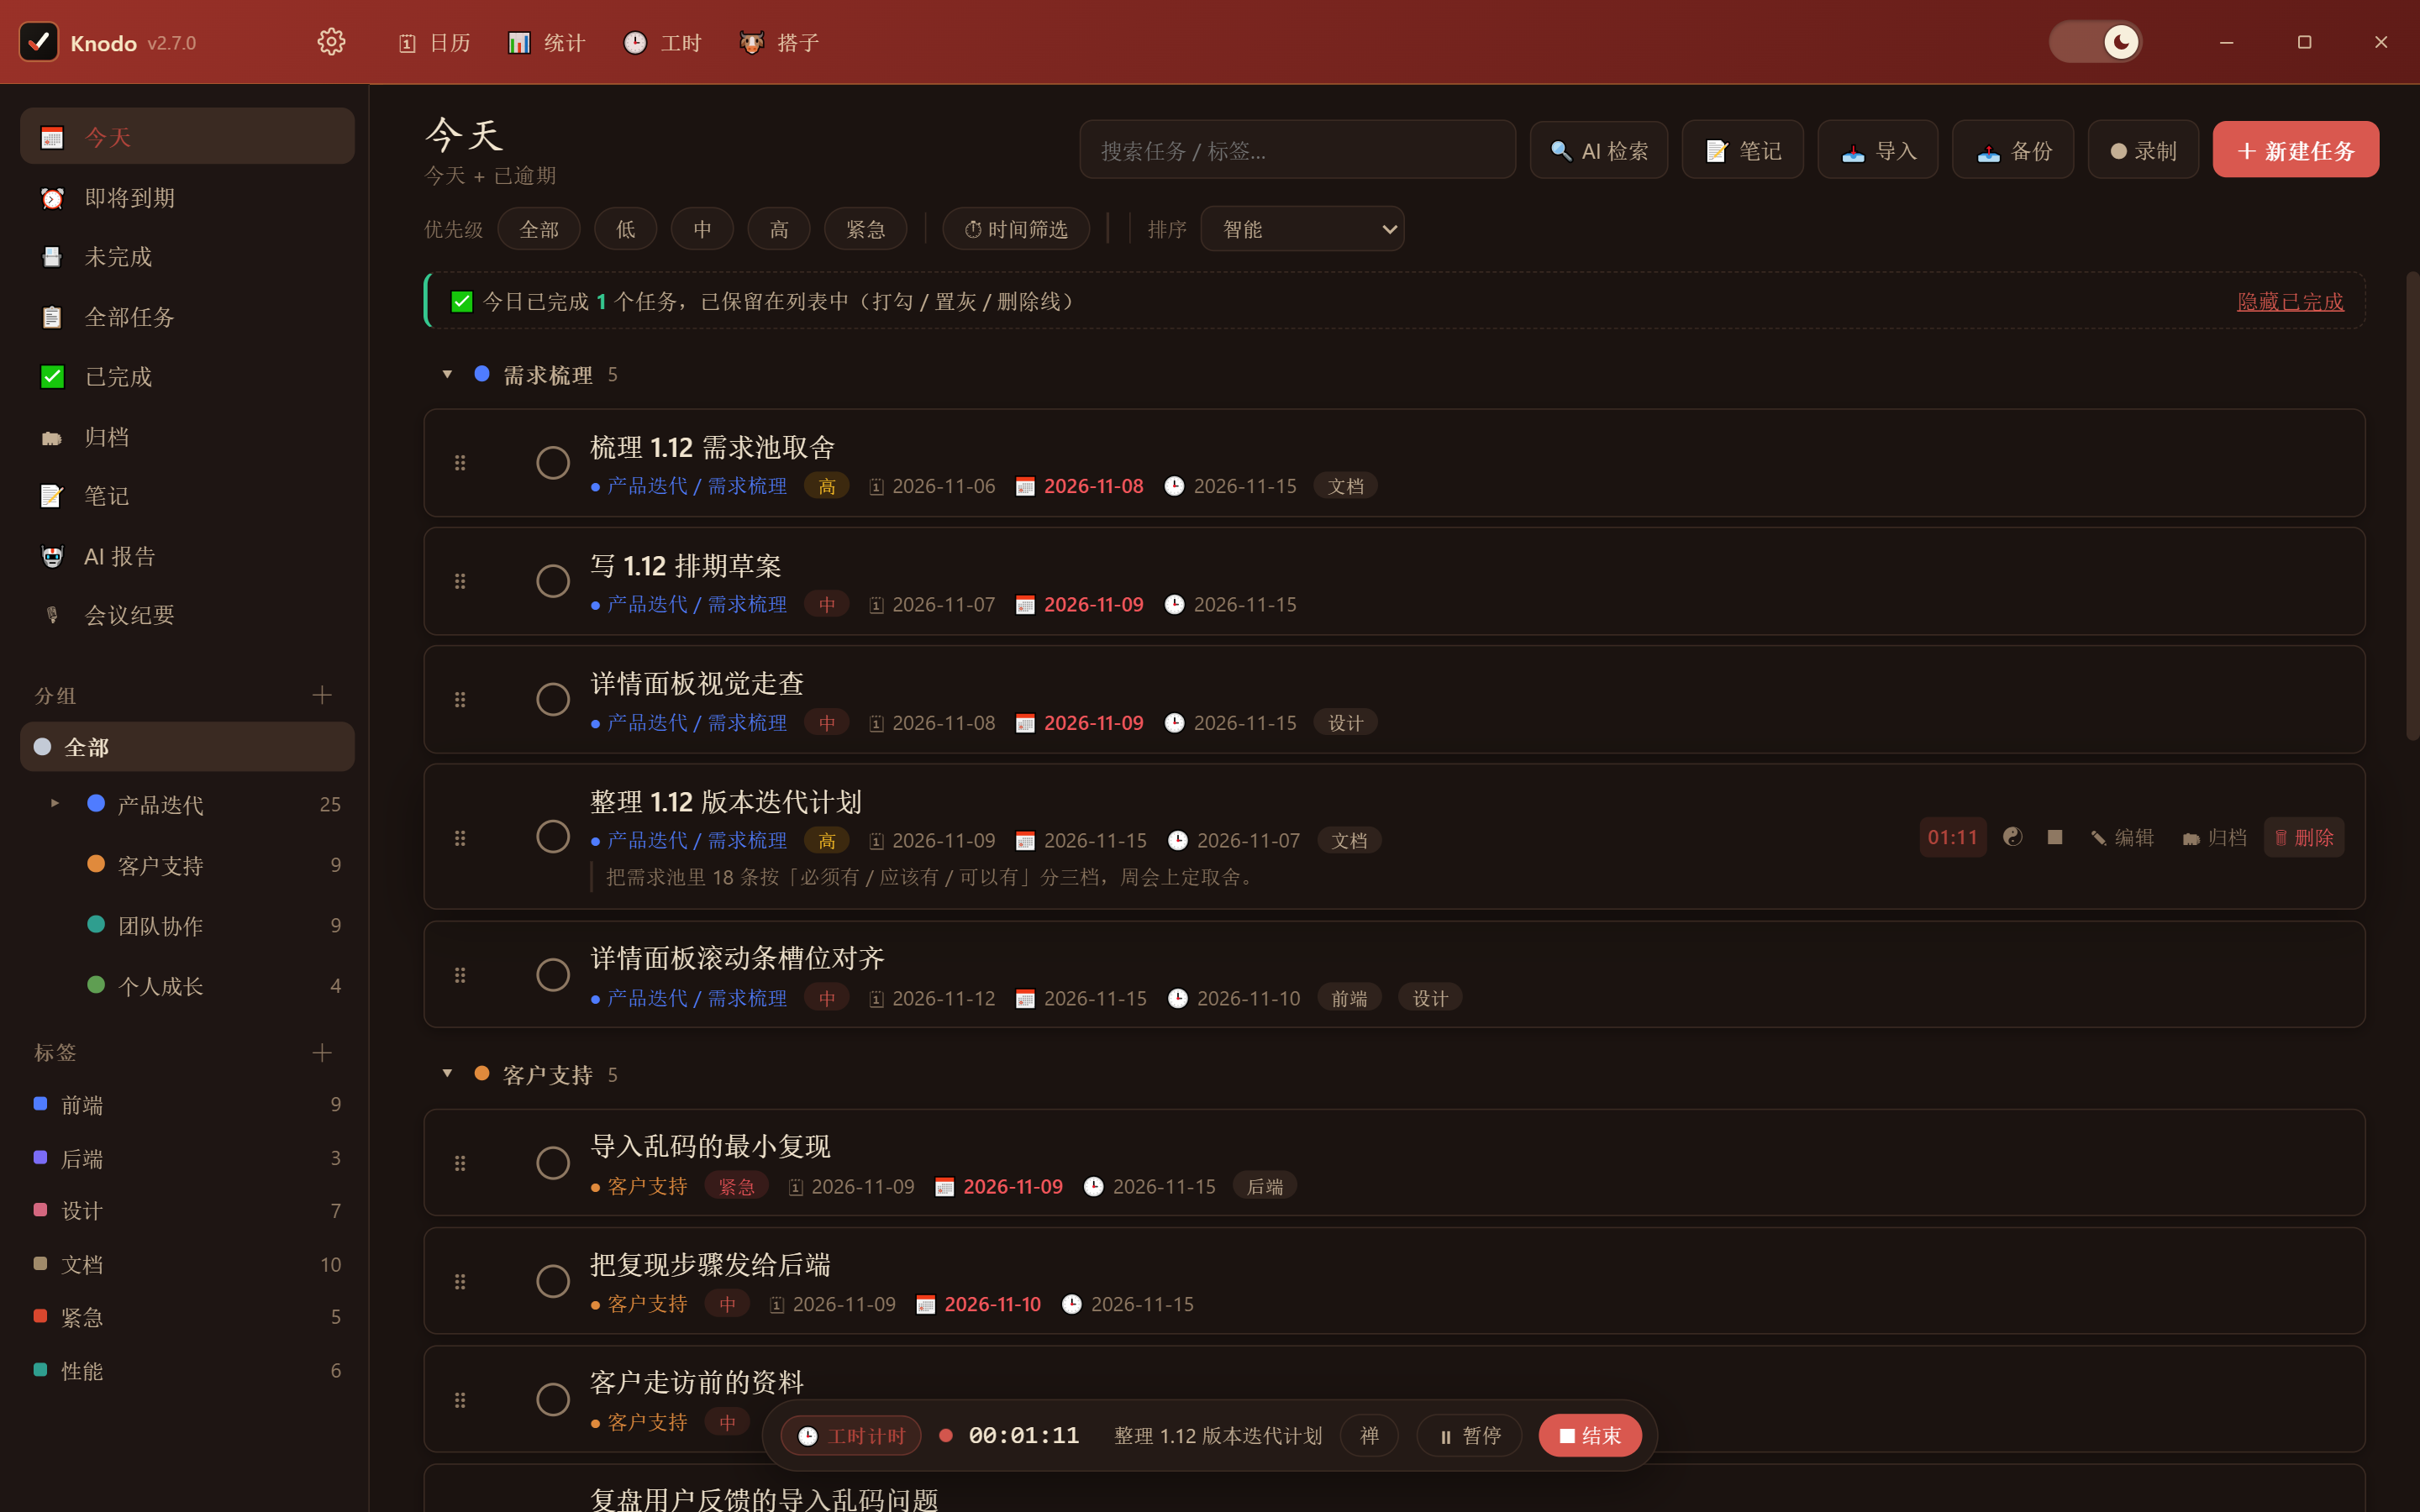 Knodo v2.7.0
日历 统计 工时 搭子
今天
即将到期
未完成
全部任务
已完成
归档
笔记
AI 报告
会议纪要
分组
全部
产品迭代 25
客户支持 9
团队协作 9
个人成长 4
标签
前端 9
后端 3
设计 7
文档 10
紧急 5
性能 6
今天
今天 + 已逾期
搜索任务 / 标签...
AI 检索
笔记
导入
备份
录制
+ 新建任务
优先级 全部 低 中 高 紧急 时间筛选 排序 智能
今日已完成 1 个任务，已保留在列表中（打勾 / 置灰 / 删除线） 隐藏已完成
需求梳理 5
梳理 1.12 需求池取舍
产品迭代 / 需求梳理 高 2026-11-06 2026-11-08 2026-11-15 文档
写 1.12 排期草案
产品迭代 / 需求梳理 中 2026-11-07 2026-11-09 2026-11-15
详情面板视觉走查
产品迭代 / 需求梳理 中 2026-11-08 2026-11-09 2026-11-15 设计
整理 1.12 版本迭代计划
产品迭代 / 需求梳理 高 2026-11-09 2026-11-15 2026-11-07 文档
把需求池里 18 条按「必须有 / 应该有 / 可以有」分三档，周会上定取舍。
01:11 编辑 归档 删除
详情面板滚动条槽位对齐
产品迭代 / 需求梳理 中 2026-11-12 2026-11-15 2026-11-10 前端 设计
客户支持 5
导入乱码的最小复现
客户支持 紧急 2026-11-09 2026-11-09 2026-11-15 后端
把复现步骤发给后端
客户支持 中 2026-11-09 2026-11-10 2026-11-15
客户走访前的资料
客户支持 中
工时计时 00:01:11 整理 1.12 版本迭代计划 禅 暂停 结束
复盘用户反馈的导入乱码问题